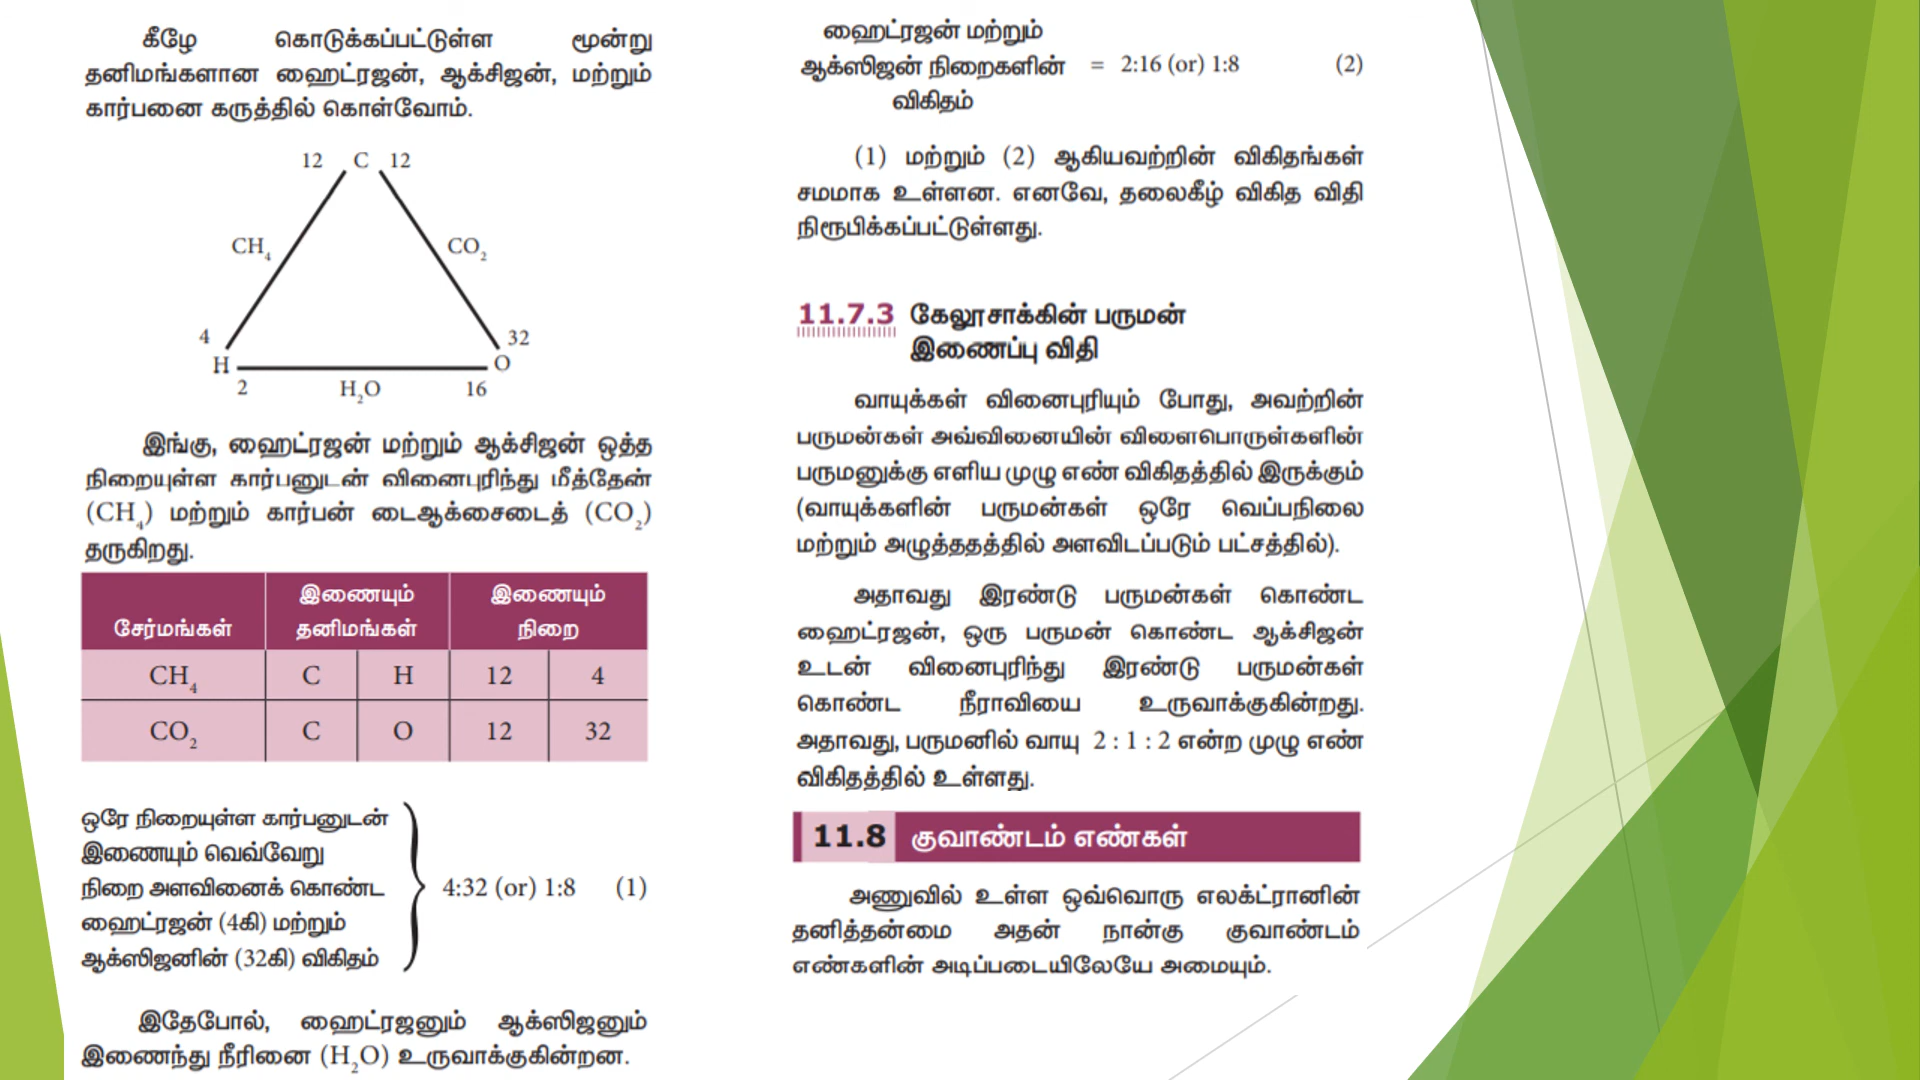 கீழே கொடுக்கப்பட்டுள்ள மூன்று
தனிமங்களான ஹைட்ரஜன், ஆக்சிஜன், மற்றும்
கார்பனை கருத்தில் கொள்வோம்.
12 C 12
CH₄ CO₂
4 32
H O
2 H₂O 16
இங்கு, ஹைட்ரஜன் மற்றும் ஆக்சிஜன் ஒத்த
நிறையுள்ள கார்பனுடன் வினைபுரிந்து மீத்தேன்
(CH₄) மற்றும் கார்பன் டைஆக்சைடைத் (CO₂)
தருகிறது.
இணையும் இணையும்
சேர்மங்கள் தனிமங்கள் நிறை
CH₄ C H 12 4
CO₂ C O 12 32
ஒரே நிறையுள்ள கார்பனுடன்
இணையும் வெவ்வேறு
நிறை அளவினைக் கொண்ட 4:32 (or) 1:8 (1)
ஹைட்ரஜன் (4கி) மற்றும்
ஆக்ஸிஜனின் (32கி) விகிதம்
இதேபோல், ஹைட்ரஜனும் ஆக்ஸிஜனும்
இணைந்து நீரினை (H₂O) உருவாக்குகின்றன.
ஹைட்ரஜன் மற்றும்
ஆக்ஸிஜன் நிறைகளின் = 2:16 (or) 1:8 (2)
விகிதம்
(1) மற்றும் (2) ஆகியவற்றின் விகிதங்கள்
சமமாக உள்ளன. எனவே, தலைகீழ் விகித விதி
நிரூபிக்கப்பட்டுள்ளது.
11.7.3 கேலூசாக்கின் பருமன்
இணைப்பு விதி
வாயுக்கள் வினைபுரியும் போது, அவற்றின்
பருமன்கள் அவ்வினையின் விளைபொருள்களின்
பருமனுக்கு எளிய முழு எண் விகிதத்தில் இருக்கும்
(வாயுக்களின் பருமன்கள் ஒரே வெப்பநிலை
மற்றும் அழுத்ததத்தில் அளவிடப்படும் பட்சத்தில்).
அதாவது இரண்டு பருமன்கள் கொண்ட
ஹைட்ரஜன், ஒரு பருமன் கொண்ட ஆக்சிஜன்
உடன் வினைபுரிந்து இரண்டு பருமன்கள்
கொண்ட நீராவியை உருவாக்குகின்றது.
அதாவது, பருமனில் வாயு 2 : 1 : 2 என்ற முழு எண்
விகிதத்தில் உள்ளது.
11.8 குவாண்டம் எண்கள்
அணுவில் உள்ள ஒவ்வொரு எலக்ட்ரானின்
தனித்தன்மை அதன் நான்கு குவாண்டம்
எண்களின் அடிப்படையிலேயே அமையும்.